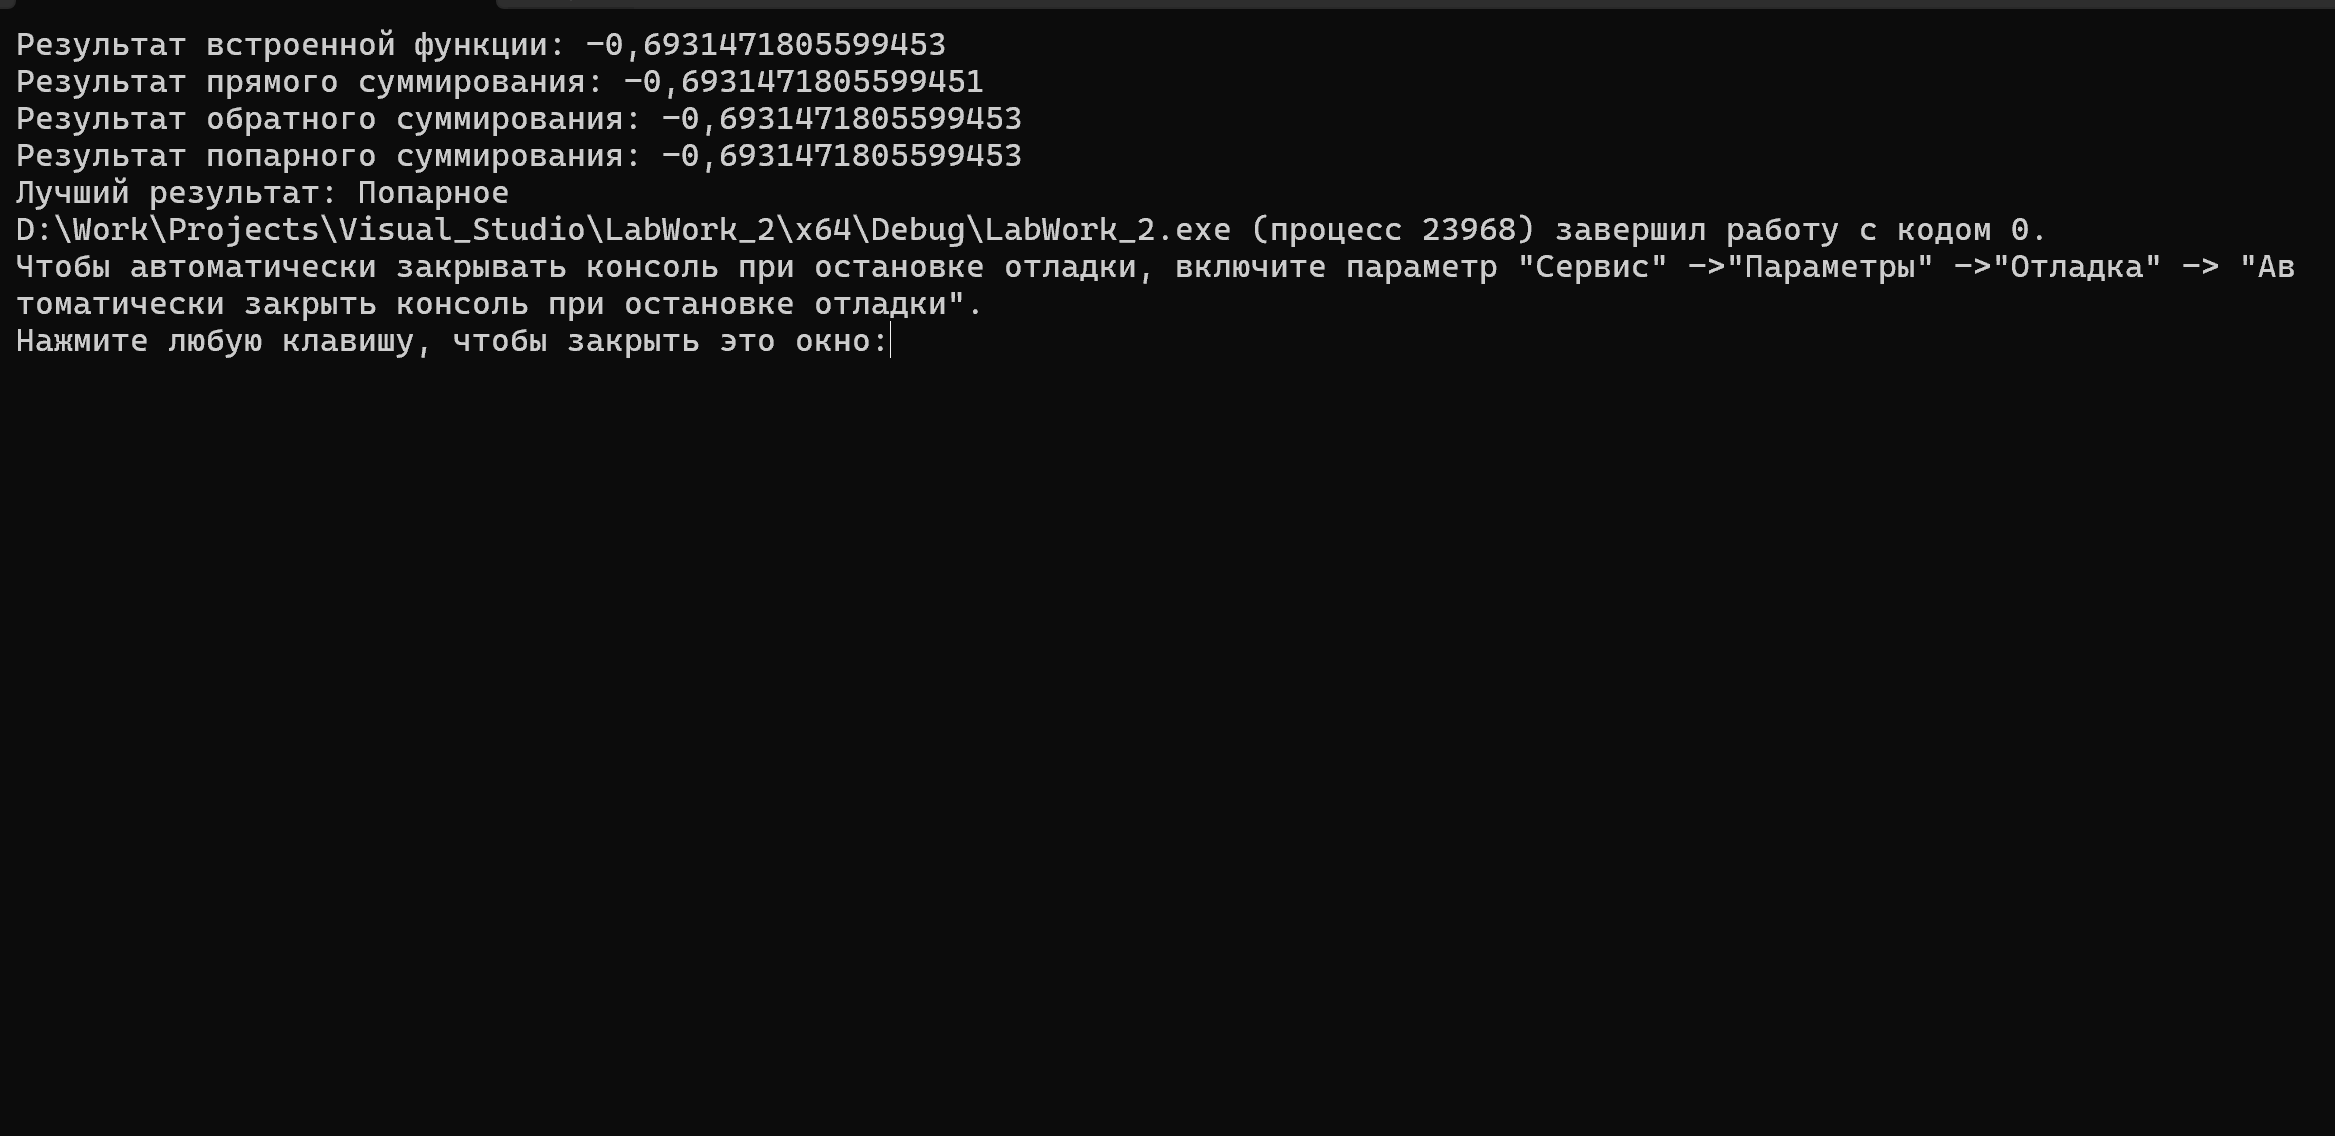 Результат встроенной функции: -0,6931471805599453
Результат прямого суммирования: -0,6931471805599451
Результат обратного суммирования: -0,6931471805599453
Результат попарного суммирования: -0,6931471805599453
Лучший результат: Попарное
D:\Work\Projects\Visual_Studio\LabWork_2\x64\Debug\LabWork_2.exe (процесс 23968) завершил работу с кодом 0.
Чтобы автоматически закрывать консоль при остановке отладки, включите параметр "Сервис" ->"Параметры" ->"Отладка" -> "Ав
томатически закрыть консоль при остановке отладки".
Нажмите любую клавишу, чтобы закрыть это окно: